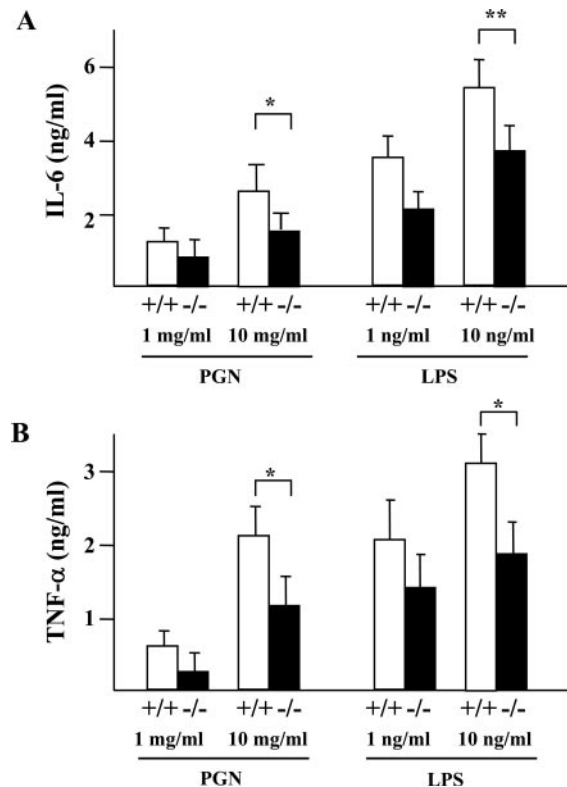 A
**
6
*
4
IL-6 (ng/ml)
2
+/+ -/- +/+ -/- +/+ -/- +/+ -/-
1 mg/ml 10 mg/ml 1 ng/ml 10 ng/ml
PGN LPS
B
*
*
3
2
TNF-α (ng/ml)
1
+/+ -/- +/+ -/- +/+ -/- +/+ -/-
1 mg/ml 10 mg/ml 1 ng/ml 10 ng/ml
PGN LPS